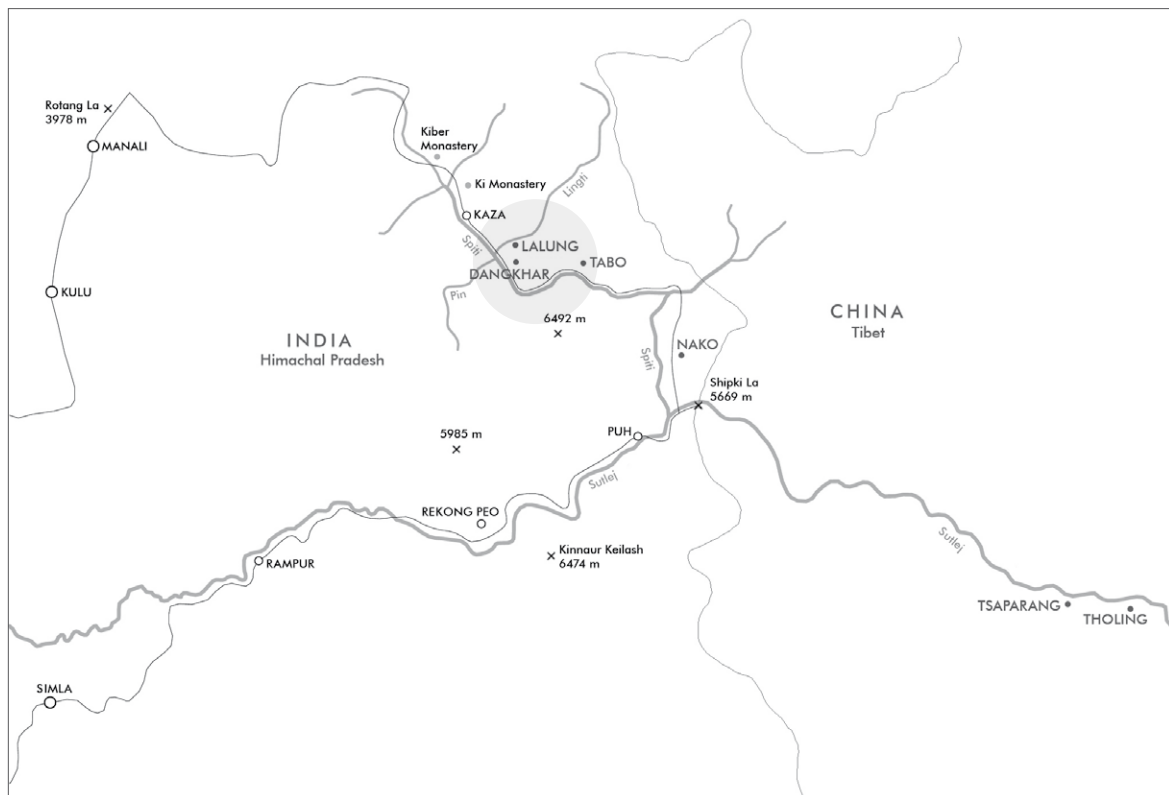 Rotang La
3978 m
MANALI
Kiber
Monastery
Ki Monastery
Lingti
KAZA
Spiti
LALUNG
DANGKHAR
TABO
Pin
KULU
6492 m
INDIA
Himachal Pradesh
CHINA
Tibet
NAKO
Spiti
Shipki La
5669 m
PUH
5985 m
Sutlej
REKONG PEO
Kinnaur Keilash
6474 m
RAMPUR
Sutlej
TSAPARANG
THOLING
SIMLA